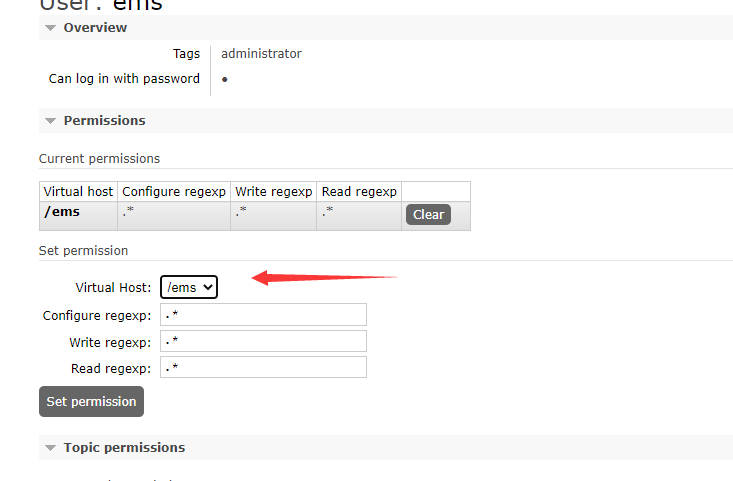 User: ems
Overview
Tags administrator
Can log in with password ●
Permissions
Current permissions
Virtual host Configure regexp Write regexp Read regexp
/ems .* .* .* Clear
Set permission
Virtual Host: /ems
Configure regexp: .*
Write regexp: .*
Read regexp: .*
Set permission
Topic permissions